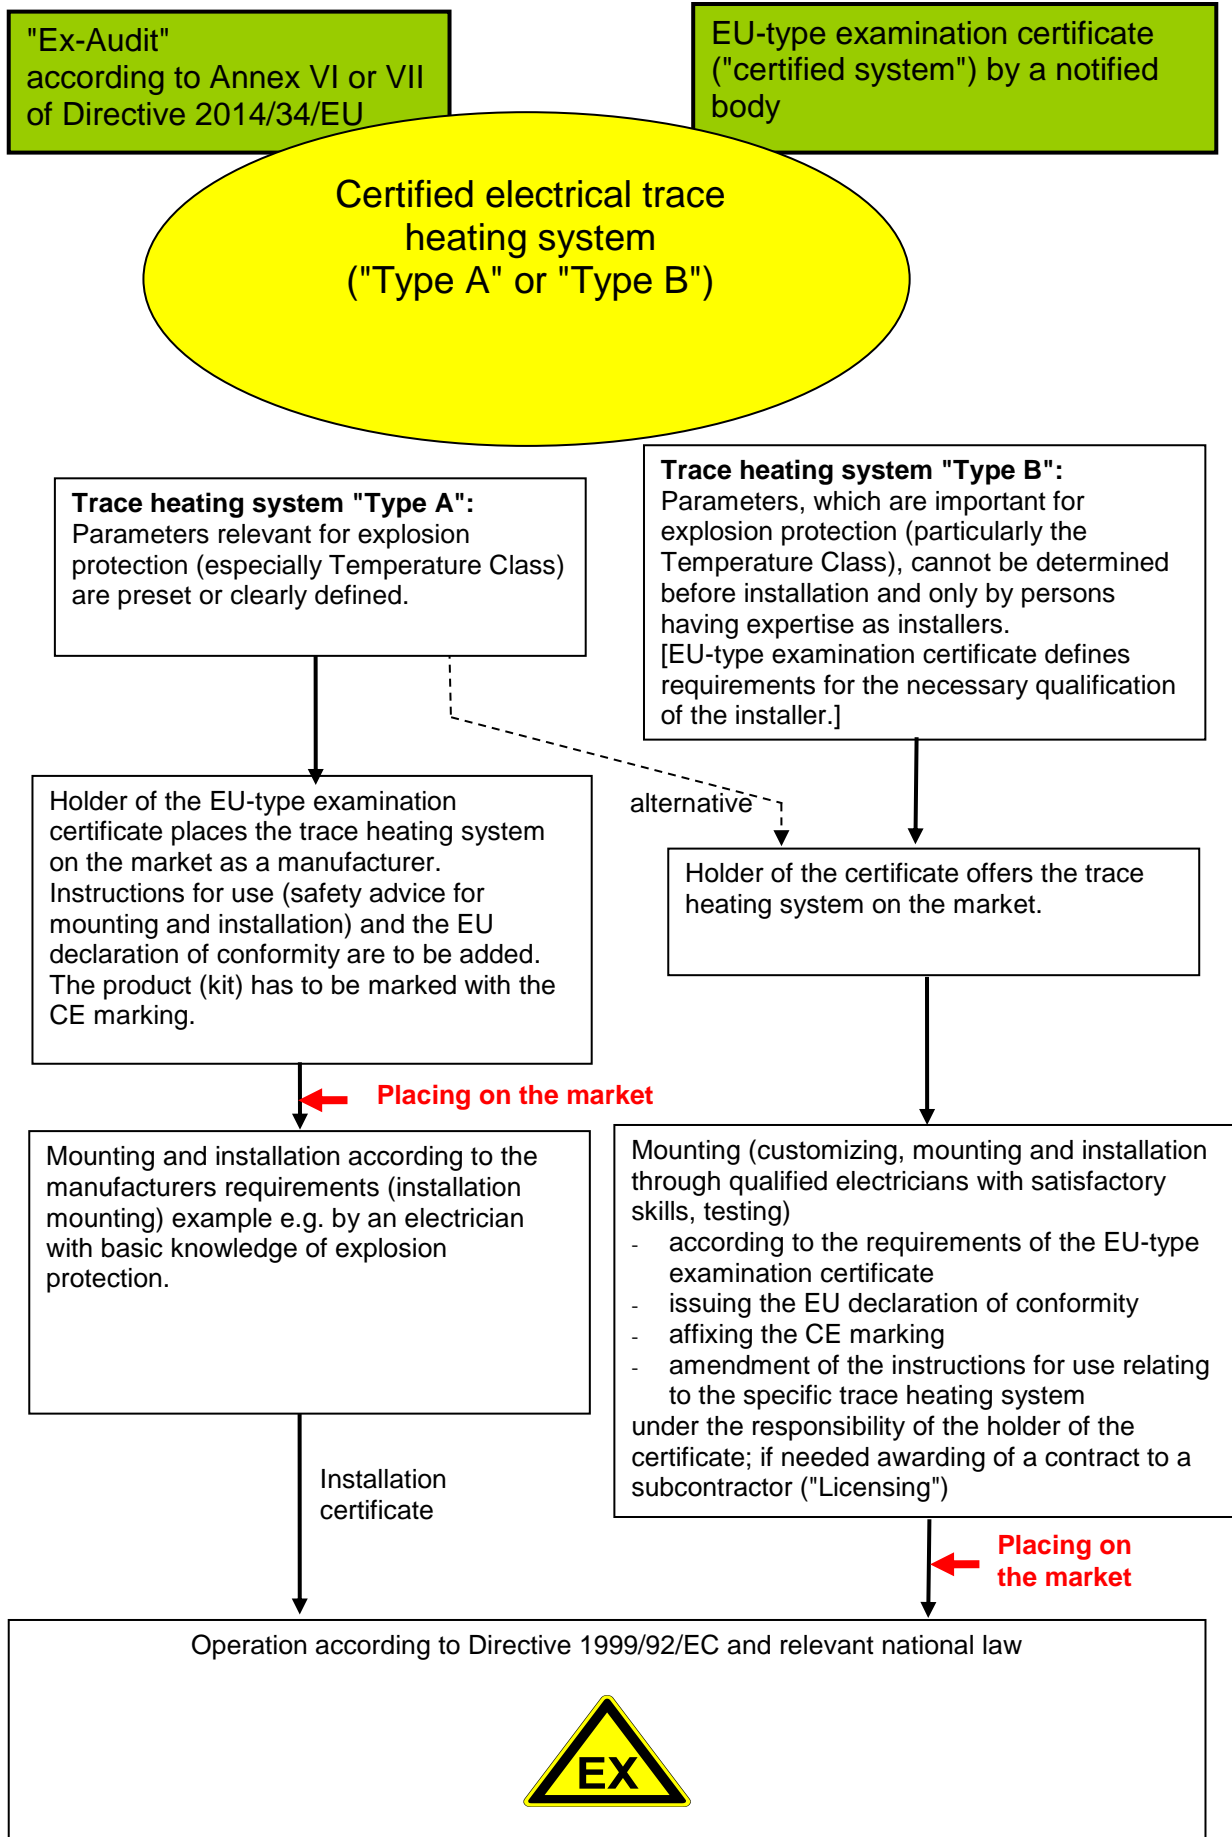 "Ex-Audit"
according to Annex VI or VII
of Directive 2014/34/EU
EU-type examination certificate
("certified system") by a notified
body
Certified electrical trace
heating system
("Type A" or "Type B")
Trace heating system "Type A":
Parameters relevant for explosion
protection (especially Temperature Class)
are preset or clearly defined.
Trace heating system "Type B":
Parameters, which are important for
explosion protection (particularly the
Temperature Class), cannot be determined
before installation and only by persons
having expertise as installers.
[EU-type examination certificate defines
requirements for the necessary qualification
of the installer.]
Holder of the EU-type examination
certificate places the trace heating system
on the market as a manufacturer.
Instructions for use (safety advice for
mounting and installation) and the EU
declaration of conformity are to be added.
The product (kit) has to be marked with the
CE marking.
alternative
Holder of the certificate offers the trace
heating system on the market.
Placing on the market
Mounting and installation according to the
manufacturers requirements (installation
mounting) example e.g. by an electrician
with basic knowledge of explosion
protection.
Mounting (customizing, mounting and installation
through qualified electricians with satisfactory
skills, testing)
- according to the requirements of the EU-type
examination certificate
- issuing the EU declaration of conformity
- affixing the CE marking
- amendment of the instructions for use relating
to the specific trace heating system
under the responsibility of the holder of the
certificate; if needed awarding of a contract to a
subcontractor ("Licensing")
Installation
certificate
Placing on
the market
Operation according to Directive 1999/92/EC and relevant national law
EX